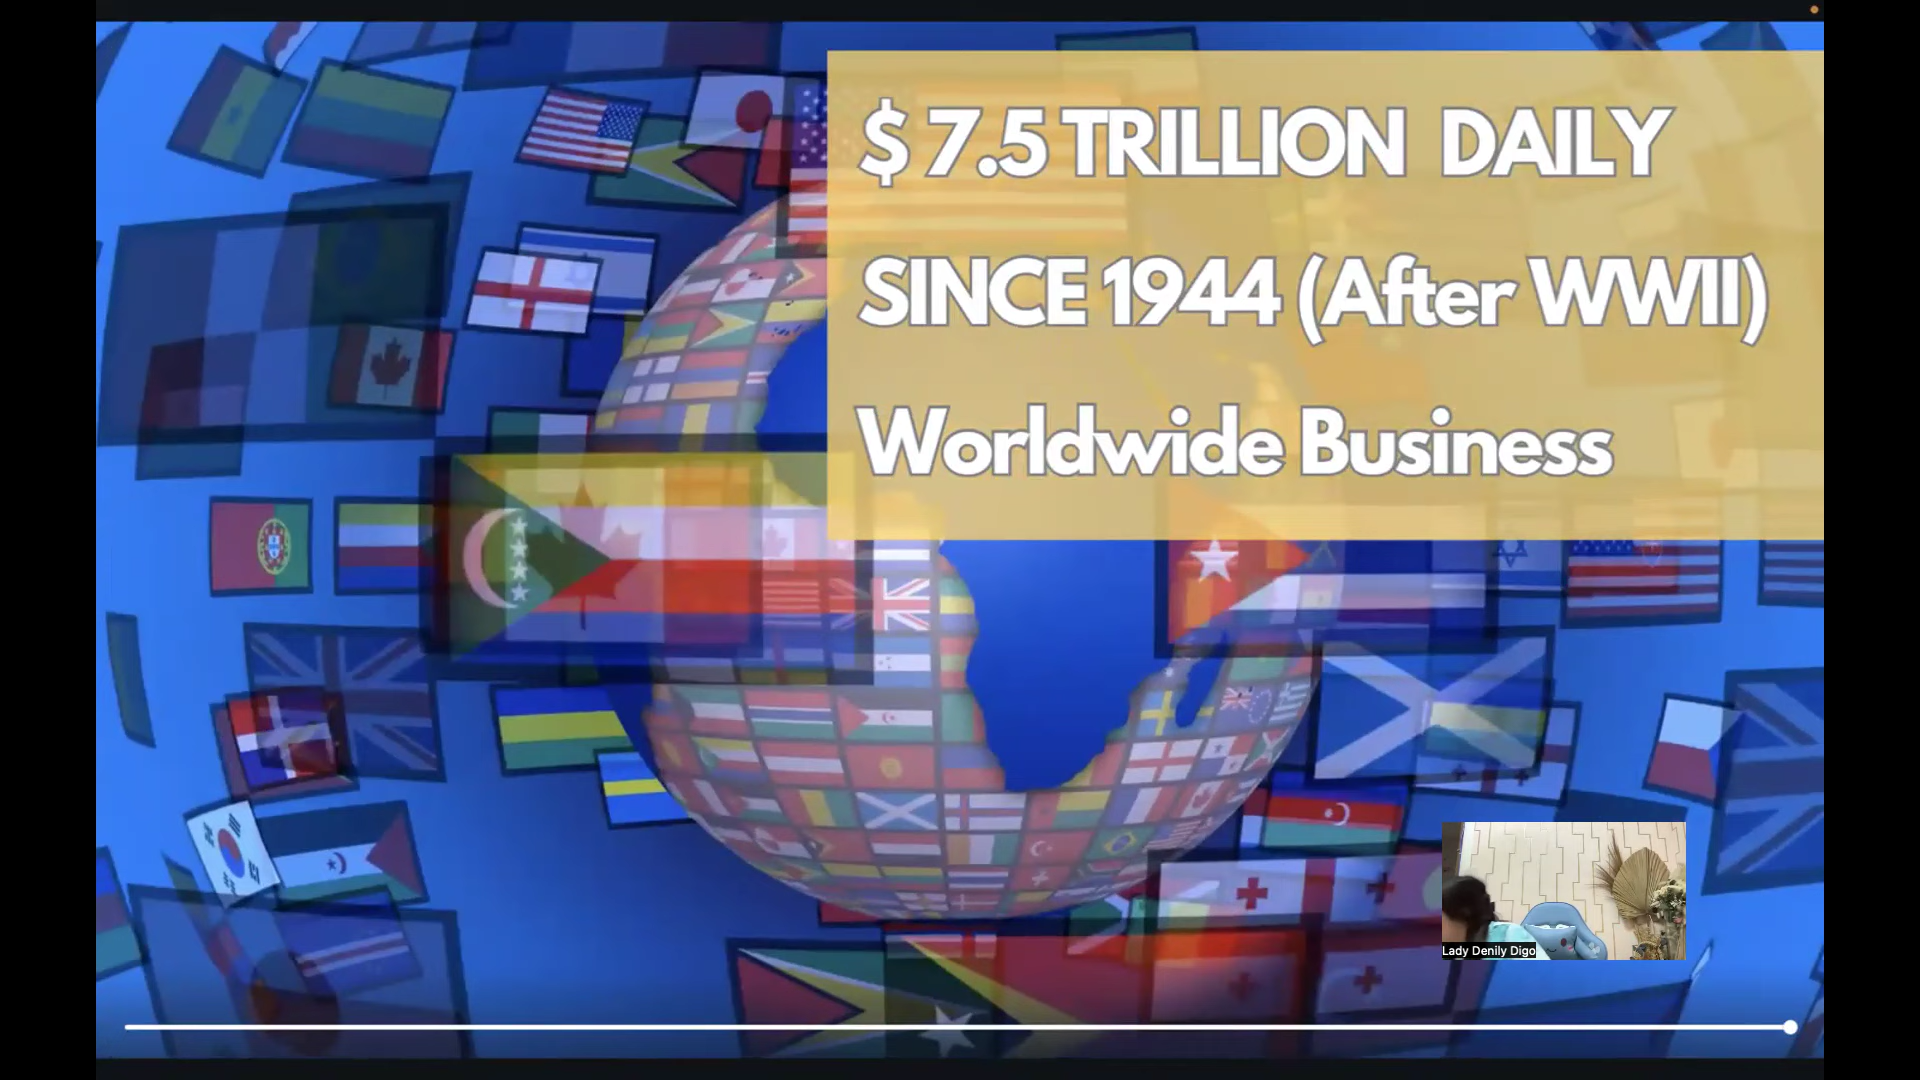 $ 7.5 TRILLION DAILY
SINCE 1944 (After WWII)
Worldwide Business
Lady Denily Digo